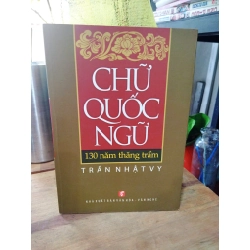 CHỮ
QUỐC
NGỮ
130 năm thăng trầm
TRẦN NHẬT VY